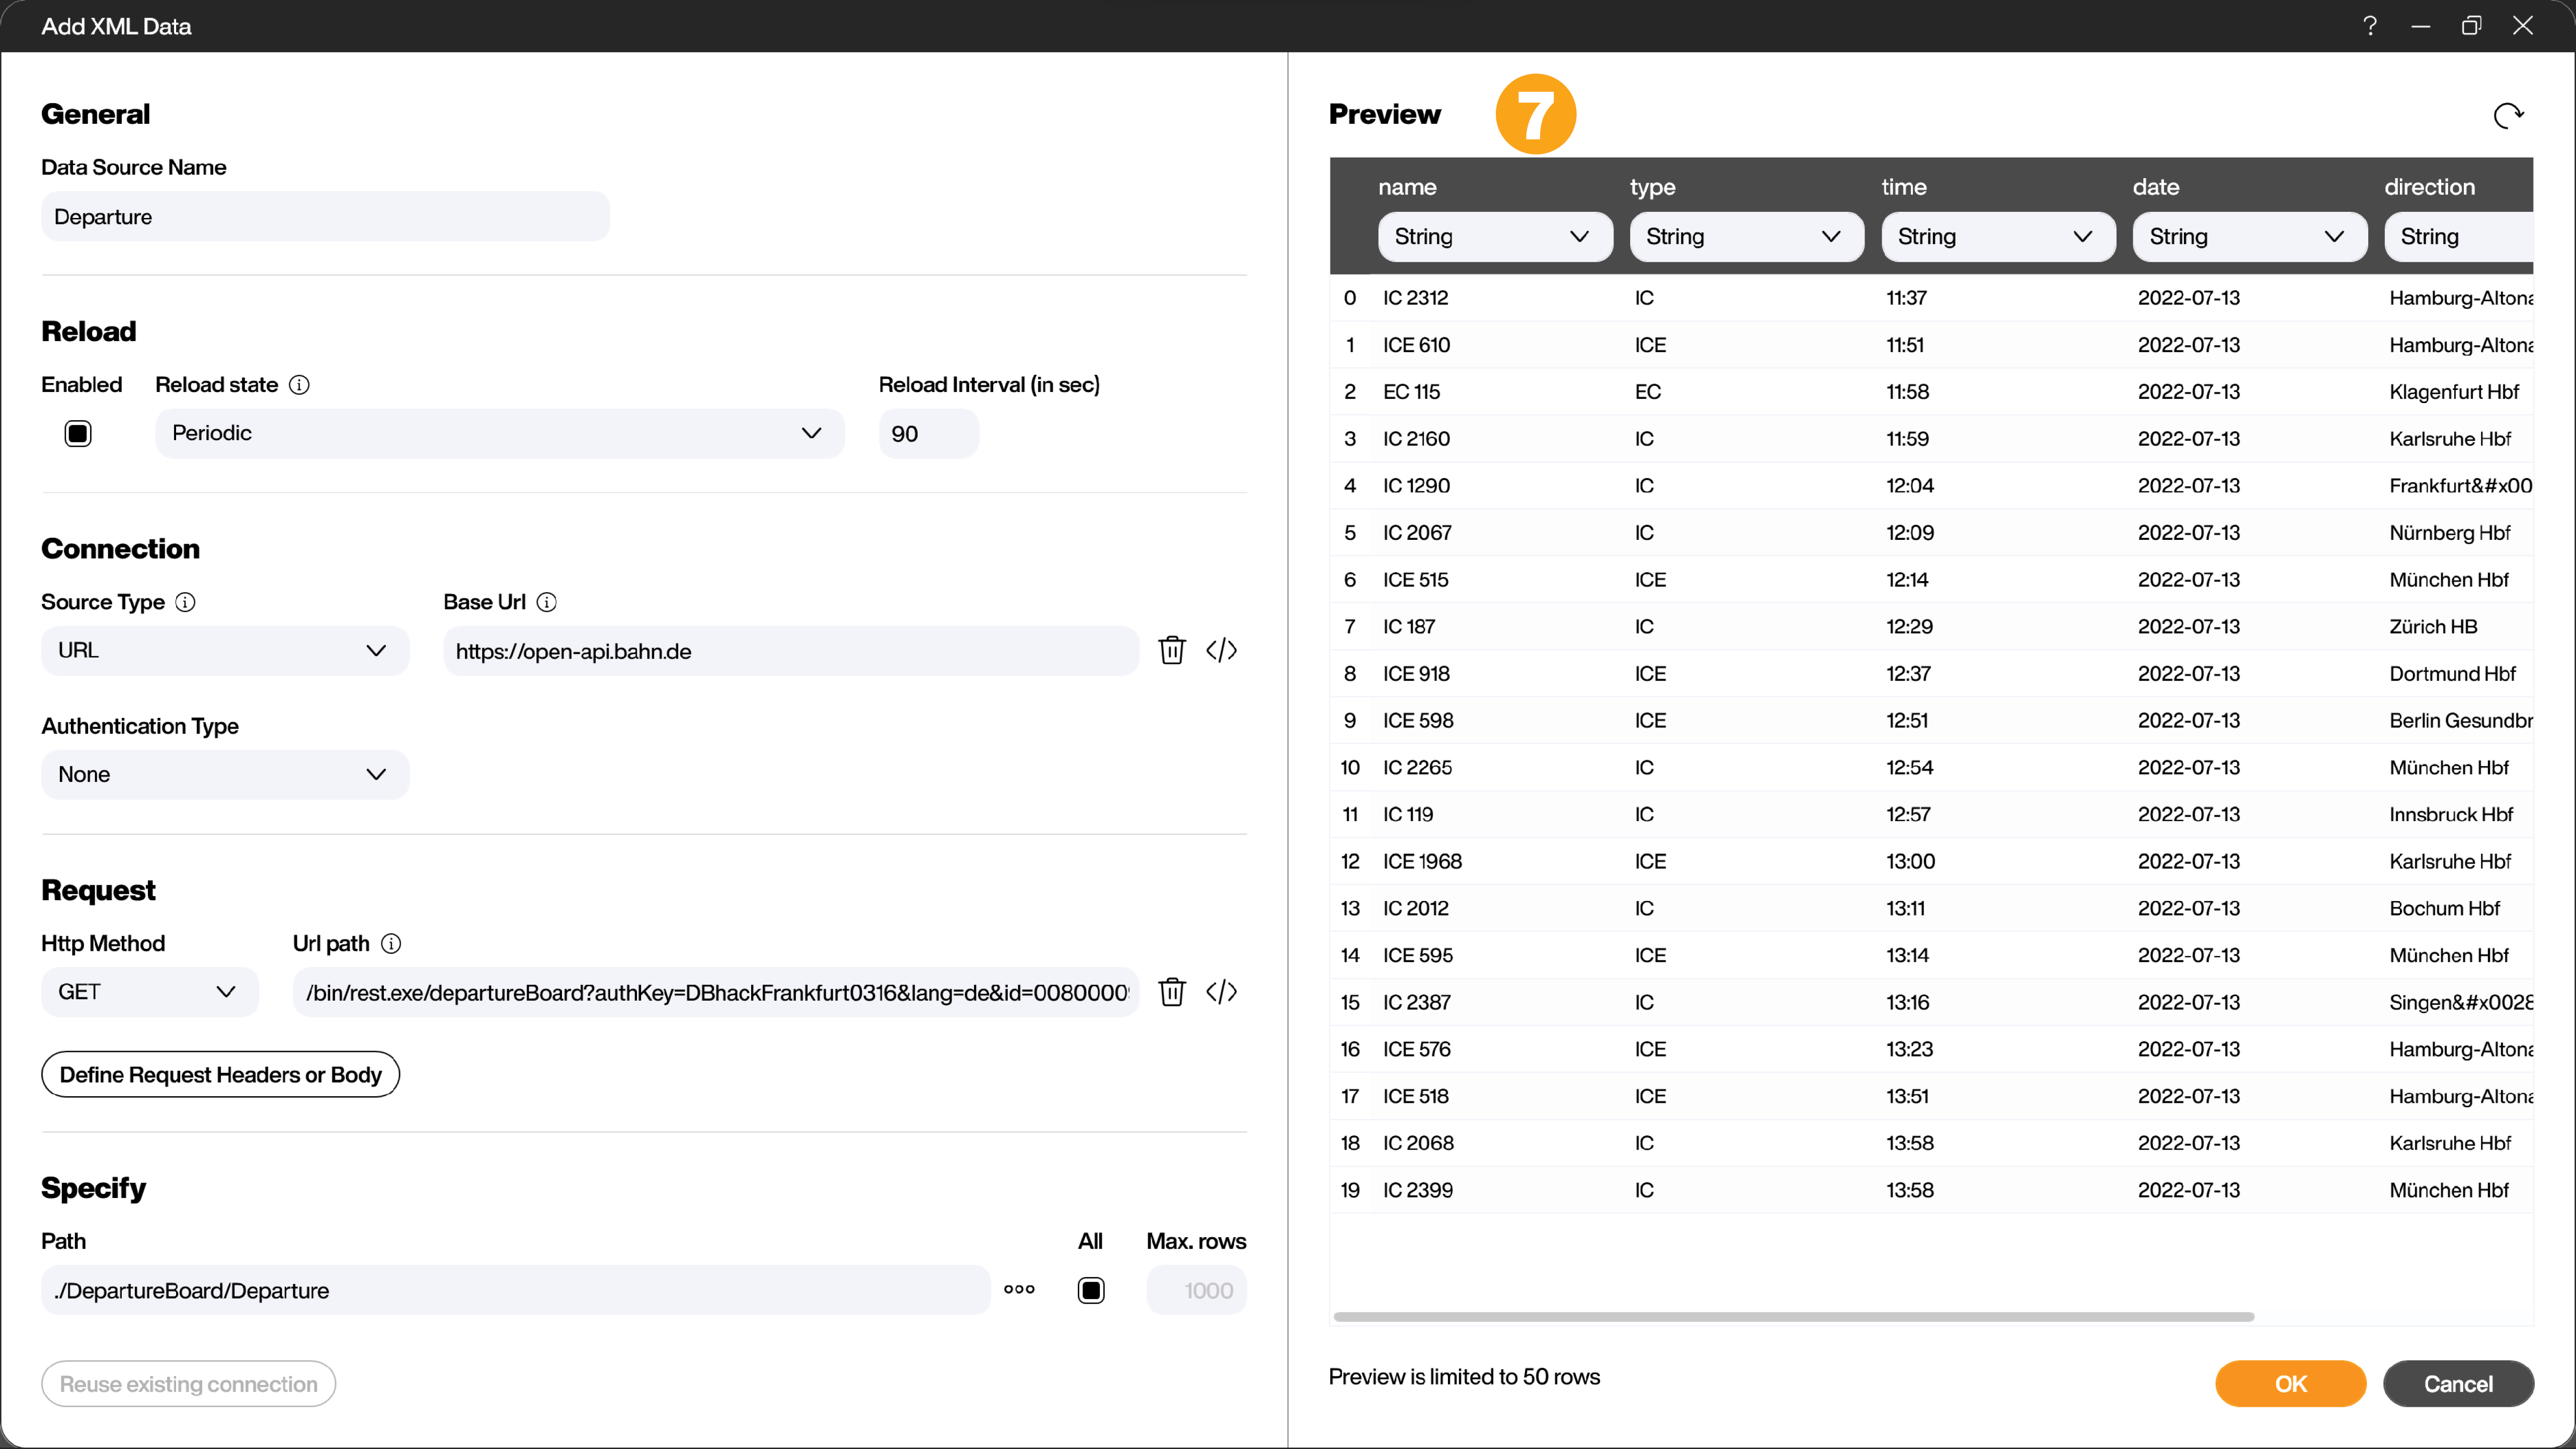 Add XML Data
?
General
Data Source Name
Departure
Reload
Enabled Reload state Reload Interval (in sec)
Periodic 90
Connection
Source Type Base Url
URL https://open-api.bahn.de
Authentication Type
None
Request
Http Method Url path
GET /bin/rest.exe/departureBoard?authKey=DBhackFrankfurt0316&lang=de&id=0080000
Define Request Headers or Body
Specify
Path All Max. rows
./DepartureBoard/Departure 1000
Reuse existing connection
Preview 7
name type time date direction
String String String String String
0 IC 2312 IC 11:37 2022-07-13 Hamburg-Altona
1 ICE 610 ICE 11:51 2022-07-13 Hamburg-Altona
2 EC 115 EC 11:58 2022-07-13 Klagenfurt Hbf
3 IC 2160 IC 11:59 2022-07-13 Karlsruhe Hbf
4 IC 1290 IC 12:04 2022-07-13 Frankfurt&#x00
5 IC 2067 IC 12:09 2022-07-13 Nürnberg Hbf
6 ICE 515 ICE 12:14 2022-07-13 München Hbf
7 IC 187 IC 12:29 2022-07-13 Zürich HB
8 ICE 918 ICE 12:37 2022-07-13 Dortmund Hbf
9 ICE 598 ICE 12:51 2022-07-13 Berlin Gesundbr
10 IC 2265 IC 12:54 2022-07-13 München Hbf
11 IC 119 IC 12:57 2022-07-13 Innsbruck Hbf
12 ICE 1968 ICE 13:00 2022-07-13 Karlsruhe Hbf
13 IC 2012 IC 13:11 2022-07-13 Bochum Hbf
14 ICE 595 ICE 13:14 2022-07-13 München Hbf
15 IC 2387 IC 13:16 2022-07-13 Singen&#x0028
16 ICE 576 ICE 13:23 2022-07-13 Hamburg-Altona
17 ICE 518 ICE 13:51 2022-07-13 Hamburg-Altona
18 IC 2068 IC 13:58 2022-07-13 Karlsruhe Hbf
19 IC 2399 IC 13:58 2022-07-13 München Hbf
Preview is limited to 50 rows
OK Cancel